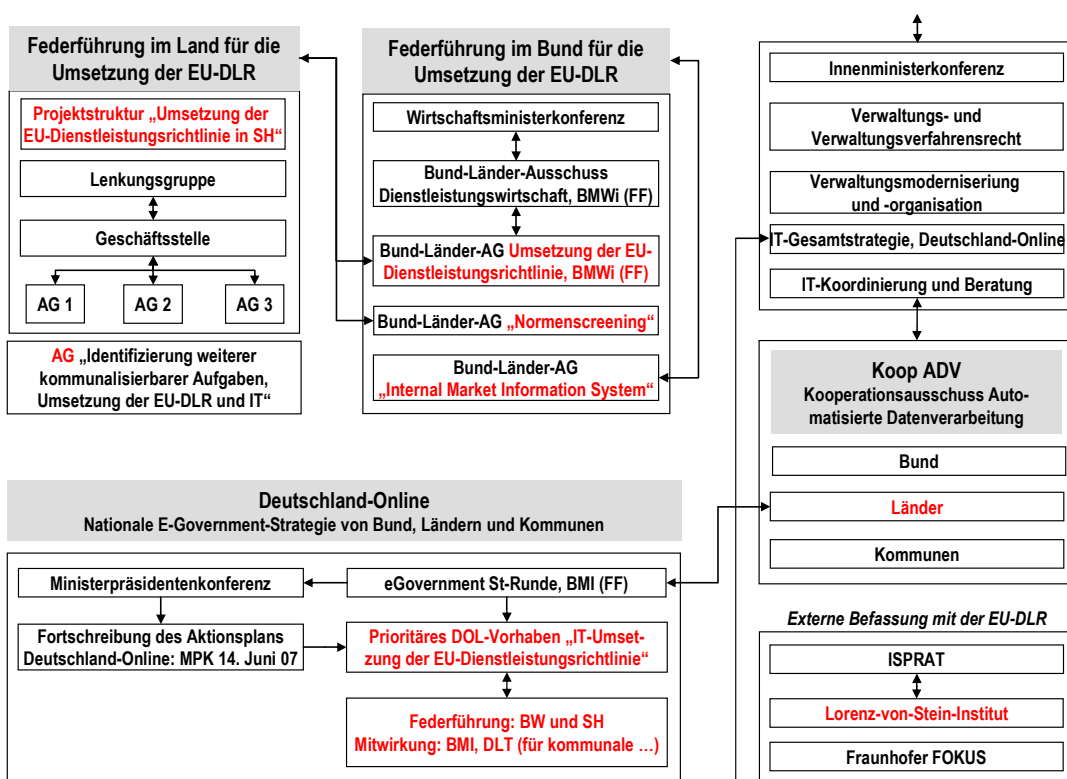 Federführung im Land für die
Umsetzung der EU-DLR
Projektstruktur „Umsetzung der
EU-Dienstleistungsrichtlinie in SH“
Lenkungsgruppe
Geschäftsstelle
AG 1
AG 2
AG 3
AG „Identifizierung weiterer
kommunalisierbarer Aufgaben,
Umsetzung der EU-DLR und IT“
Federführung im Bund für die
Umsetzung der EU-DLR
Wirtschaftsministerkonferenz
Bund-Länder-Ausschuss
Dienstleistungswirtschaft, BMWi (FF)
Bund-Länder-AG Umsetzung der EU-
Dienstleistungsrichtlinie, BMWi (FF)
Bund-Länder-AG „Normenscreening“
Bund-Länder-AG
„Internal Market Information System“
Innenministerkonferenz
Verwaltungs- und
Verwaltungsverfahrensrecht
Verwaltungsmoderniseriung
und -organisation
IT-Gesamtstrategie, Deutschland-Online
IT-Koordinierung und Beratung
Koop ADV
Kooperationsausschuss Auto-
matisierte Datenverarbeitung
Bund
Länder
Kommunen
Deutschland-Online
Nationale E-Government-Strategie von Bund, Ländern und Kommunen
Ministerpräsidentenkonferenz
eGovernment St-Runde, BMI (FF)
Fortschreibung des Aktionsplans
Deutschland-Online: MPK 14. Juni 07
Prioritäres DOL-Vorhaben „IT-Umset-
zung der EU-Dienstleistungsrichtlinie“
Federführung: BW und SH
Mitwirkung: BMI, DLT (für kommunale …)
Externe Befassung mit der EU-DLR
ISPRAT
Lorenz-von-Stein-Institut
Fraunhofer FOKUS